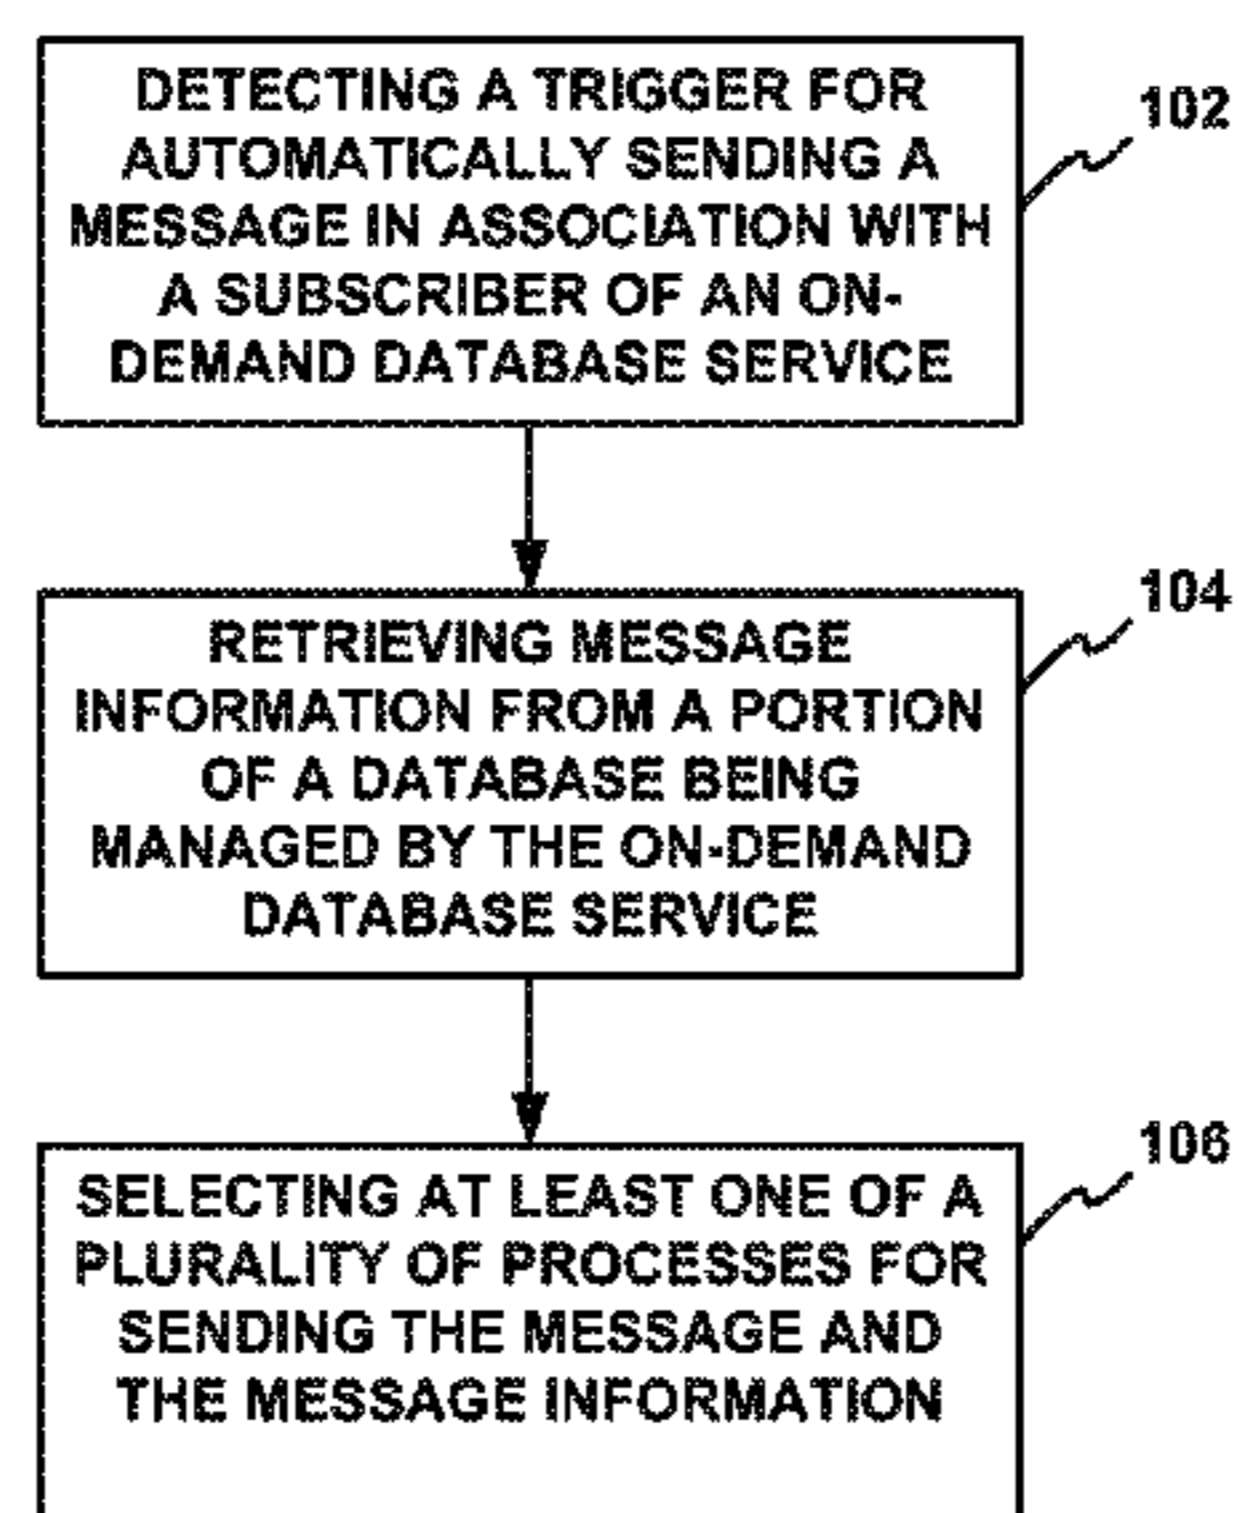 DETECTING A TRIGGER FOR
AUTOMATICALLY SENDING A
MESSAGE IN ASSOCIATION WITH
A SUBSCRIBER OF AN ON-
DEMAND DATABASE SERVICE
102
RETRIEVING MESSAGE
INFORMATION FROM A PORTION
OF A DATABASE BEING
MANAGED BY THE ON-DEMAND
DATABASE SERVICE
104
SELECTING AT LEAST ONE OF A
PLURALITY OF PROCESSES FOR
SENDING THE MESSAGE AND
THE MESSAGE INFORMATION
106